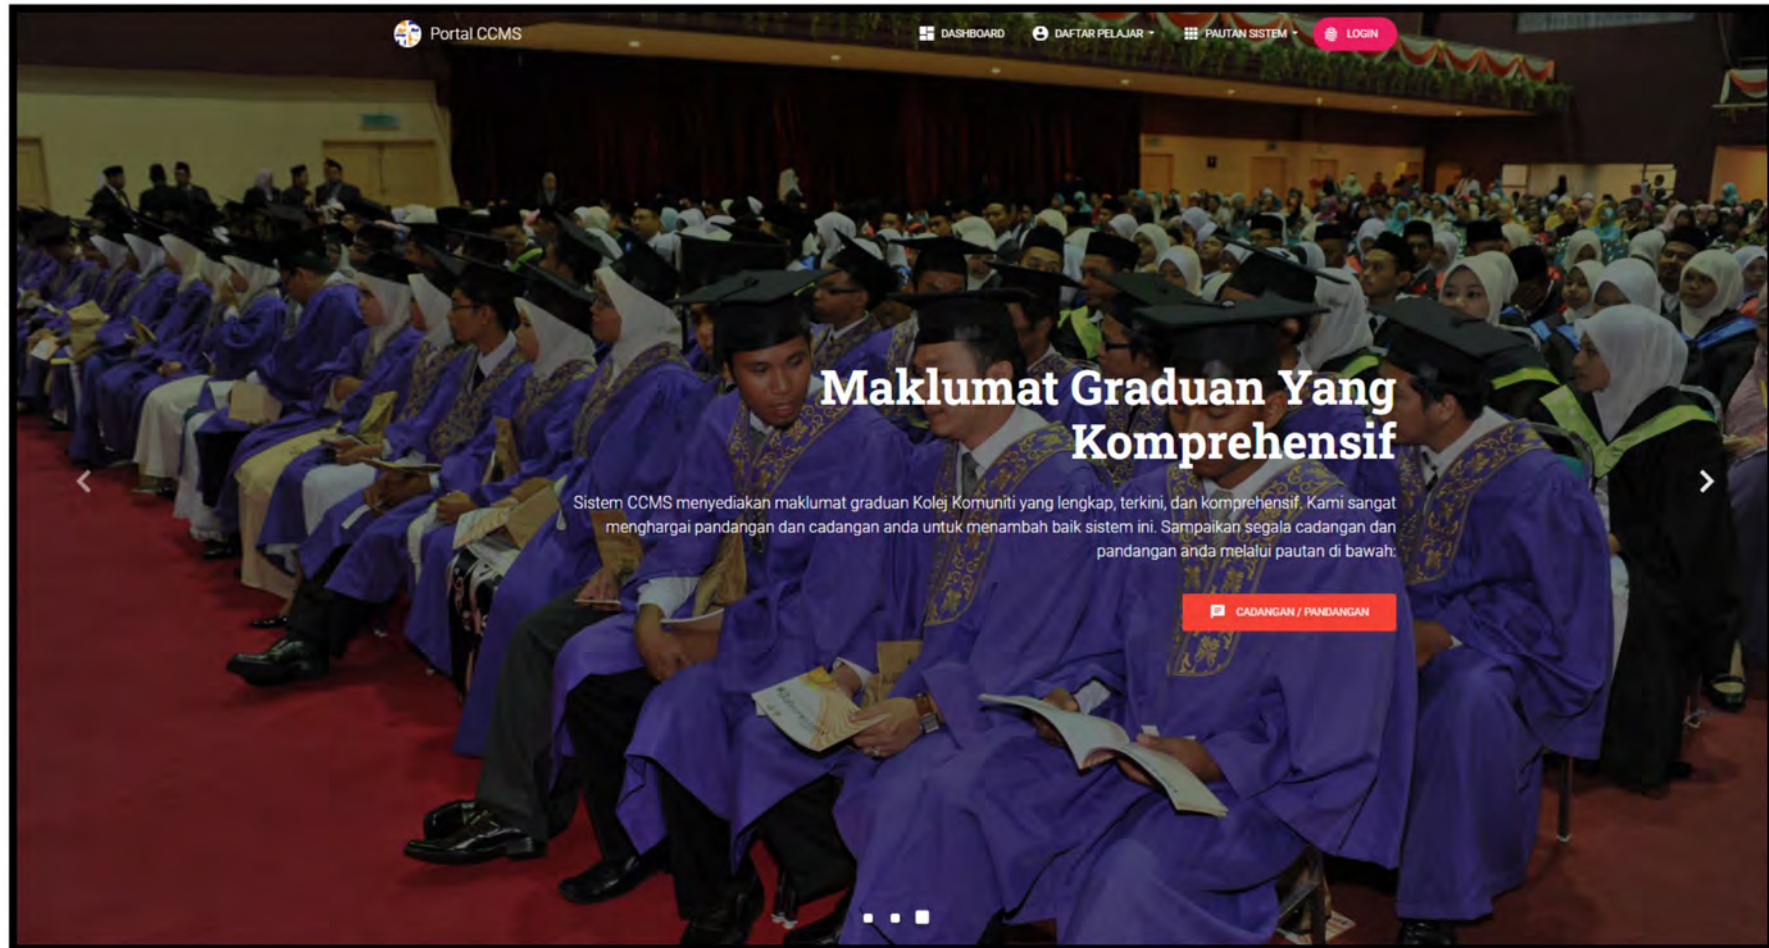 Portal CCMS
DASHBOARD
DAFTAR PELAJAR
PAUTAN SISTEM
LOGIN
Maklumat Graduan Yang
Komprehensif
Sistem CCMS menyediakan maklumat graduan Kolej Komuniti yang lengkap, terkini, dan komprehensif. Kami sangat
menghargai pandangan dan cadangan anda untuk menambah baik sistem ini. Sampaikan segala cadangan dan
pandangan anda melalui pautan di bawah:
CADANGAN / PANDANGAN